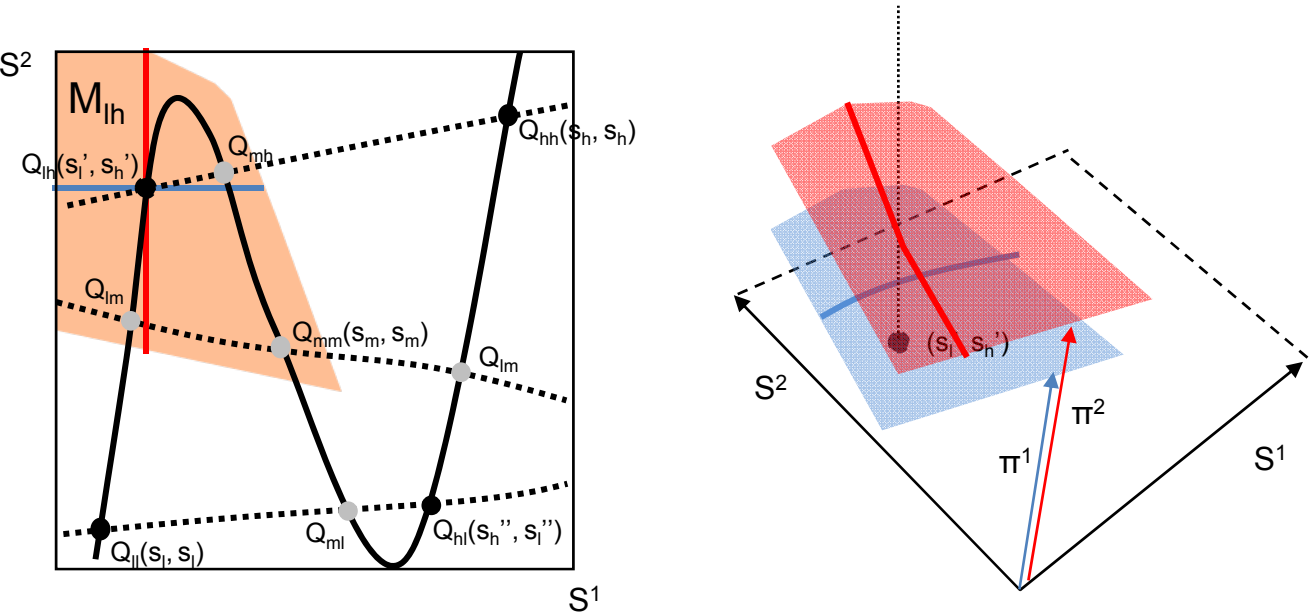 S²
M_lh
Q_mh
Q_hh(s_h, s_h)
Q_lh(s_l’, s_h’)
Q_lm
Q_mm(s_m, s_m)
Q_lm
Q_ml
Q_hl(s_h’’, s_l’’)
Q_ll(s_l, s_l)
S¹
(s_l’, s_h’)
S²
π²
π¹
S¹